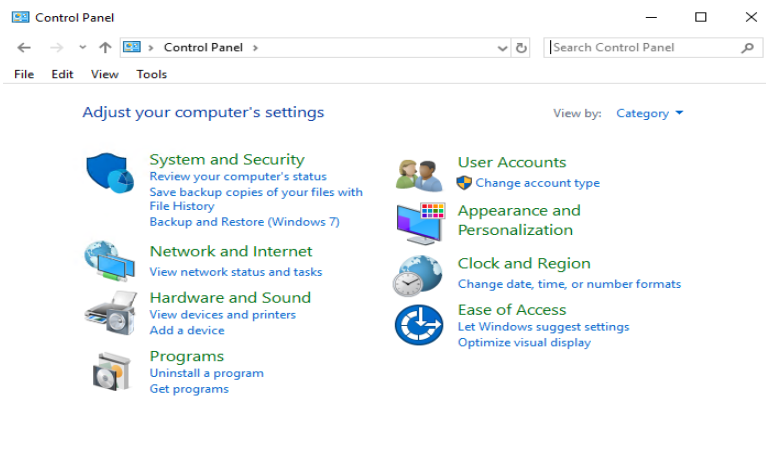 Control Panel
Control Panel
Search Control Panel
File Edit View Tools
Adjust your computer's settings
View by: Category
System and Security
Review your computer's status
Save backup copies of your files with
File History
Backup and Restore (Windows 7)
Network and Internet
View network status and tasks
Hardware and Sound
View devices and printers
Add a device
Programs
Uninstall a program
Get programs
User Accounts
Change account type
Appearance and
Personalization
Clock and Region
Change date, time, or number formats
Ease of Access
Let Windows suggest settings
Optimize visual display